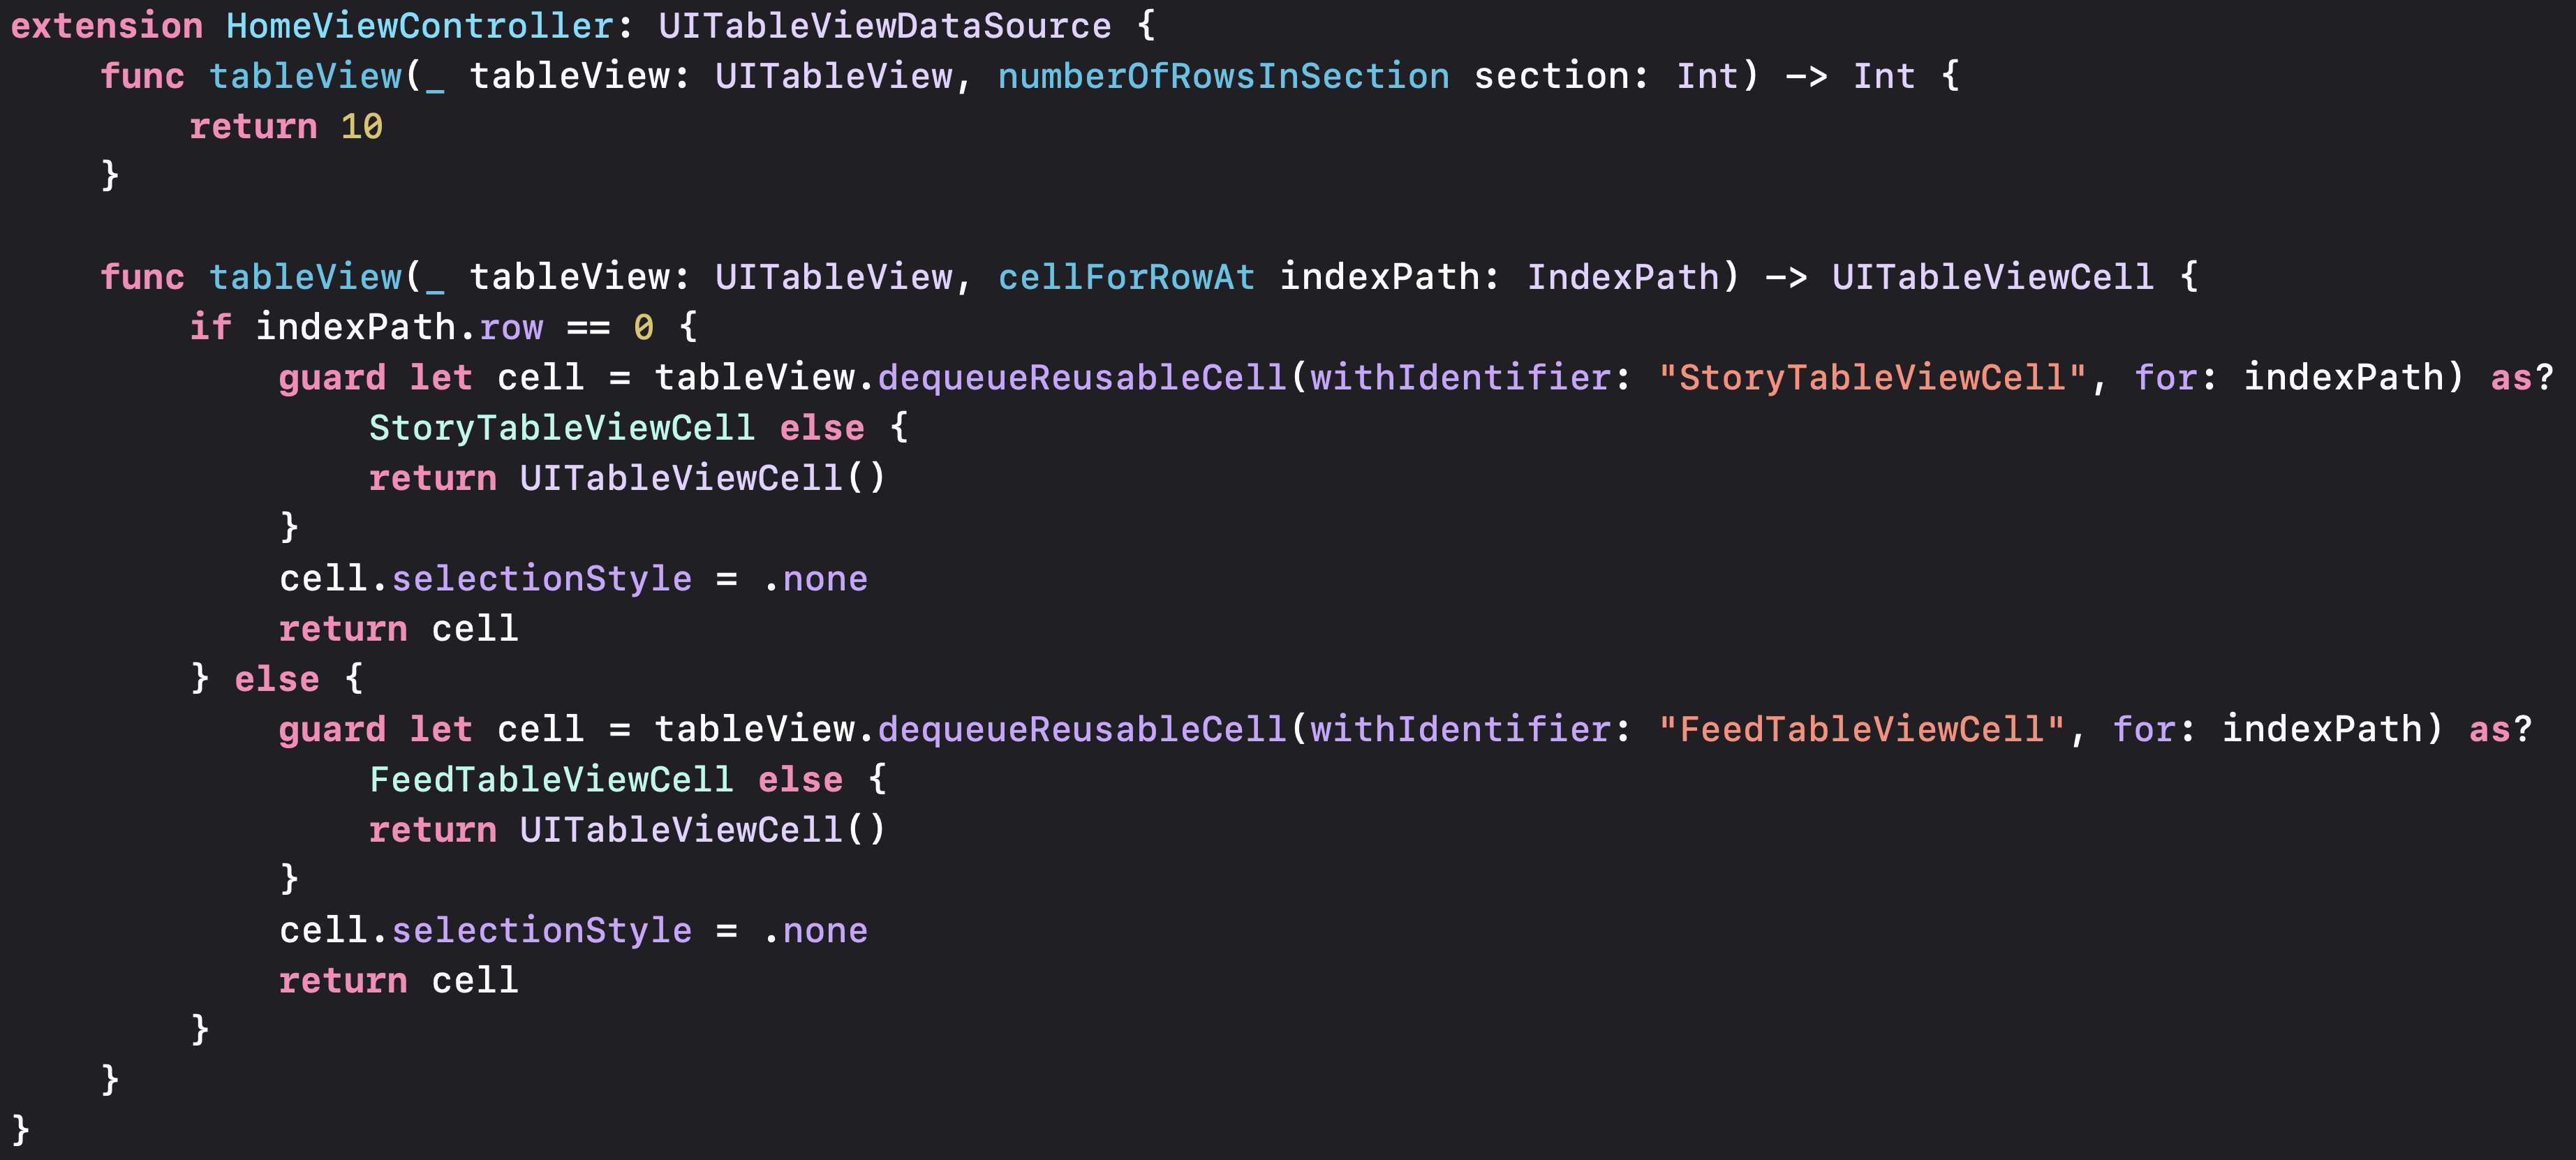 extension HomeViewController: UITableViewDataSource {
    func tableView(_ tableView: UITableView, numberOfRowsInSection section: Int) -> Int {
        return 10
    }

    func tableView(_ tableView: UITableView, cellForRowAt indexPath: IndexPath) -> UITableViewCell {
        if indexPath.row == 0 {
            guard let cell = tableView.dequeueReusableCell(withIdentifier: "StoryTableViewCell", for: indexPath) as?
                StoryTableViewCell else {
                return UITableViewCell()
            }
            cell.selectionStyle = .none
            return cell
        } else {
            guard let cell = tableView.dequeueReusableCell(withIdentifier: "FeedTableViewCell", for: indexPath) as?
                FeedTableViewCell else {
                return UITableViewCell()
            }
            cell.selectionStyle = .none
            return cell
        }
    }
}